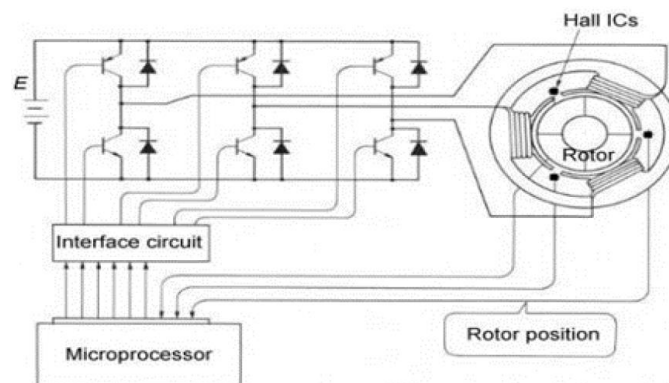 Hall ICs
E
Rotor
Interface circuit
Rotor position
Microprocessor